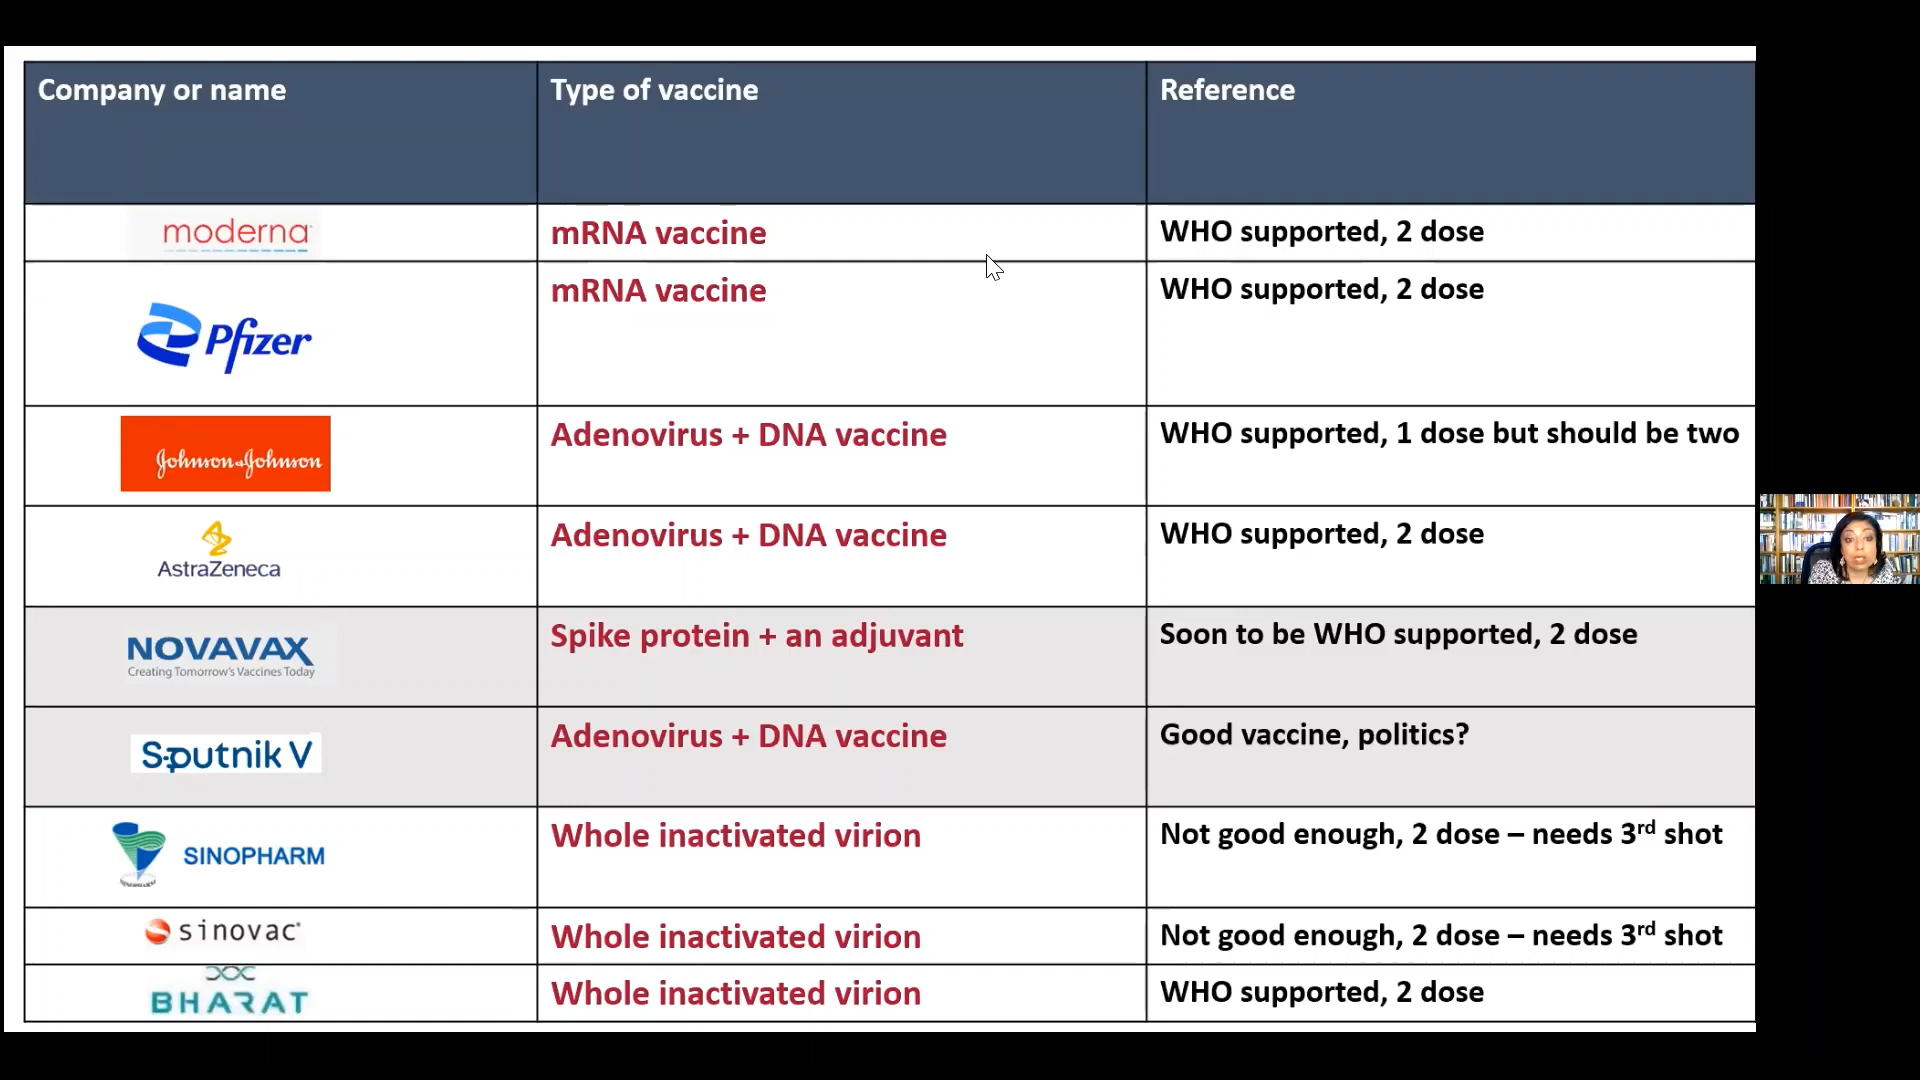 Company or name Type of vaccine Reference
moderna mRNA vaccine WHO supported, 2 dose
Pfizer mRNA vaccine WHO supported, 2 dose
Johnson & Johnson Adenovirus + DNA vaccine WHO supported, 1 dose but should be two
AstraZeneca Adenovirus + DNA vaccine WHO supported, 2 dose
NOVAVAX Spike protein + an adjuvant Soon to be WHO supported, 2 dose
Creating Tomorrow's Vaccines Today
Sputnik V Adenovirus + DNA vaccine Good vaccine, politics?
SINOPHARM Whole inactivated virion Not good enough, 2 dose – needs 3rd shot
sinovac Whole inactivated virion Not good enough, 2 dose – needs 3rd shot
BHARAT Whole inactivated virion WHO supported, 2 dose